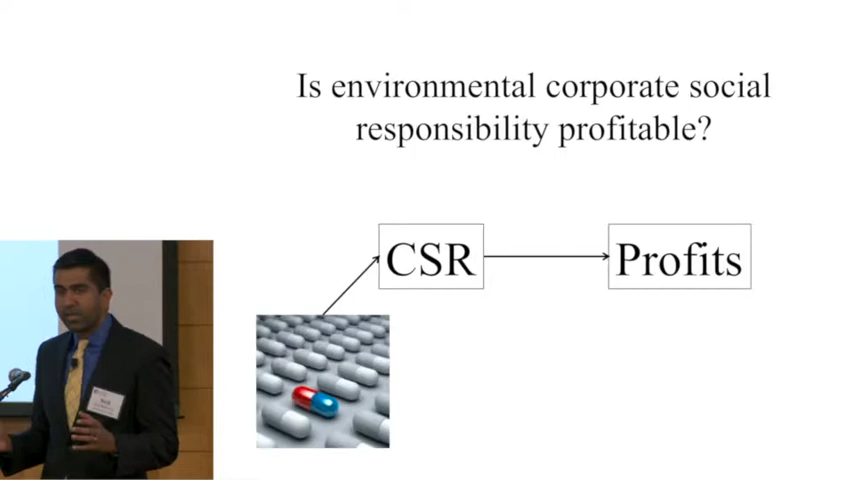 Is environmental corporate social
responsibility profitable?
CSR
Profits